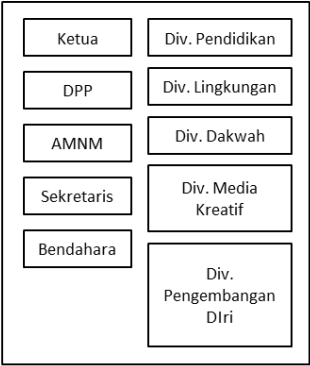 Ketua
DPP
AMNM
Sekretaris
Bendahara
Div. Pendidikan
Div. Lingkungan
Div. Dakwah
Div. Media
Kreatif
Div.
Pengembangan
DIri